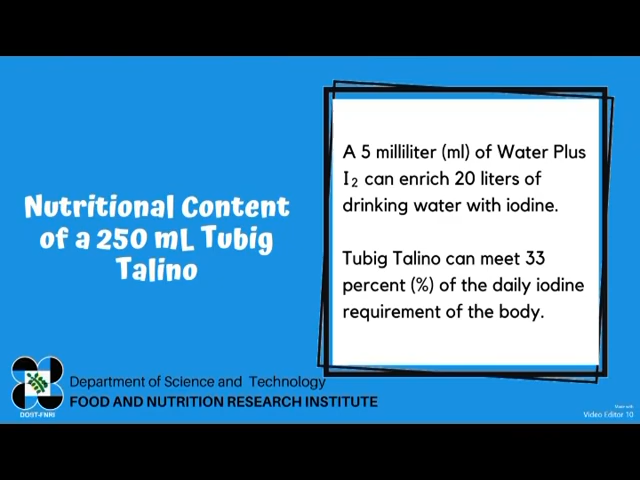 Nutritional Content
of a 250 mL Tubig
Talino
A 5 milliliter (ml) of Water Plus
I₂ can enrich 20 liters of
drinking water with iodine.
Tubig Talino can meet 33
percent (%) of the daily iodine
requirement of the body.
Department of Science and Technology
FOOD AND NUTRITION RESEARCH INSTITUTE
DOST-FNRI
Made with
Video Editor 10